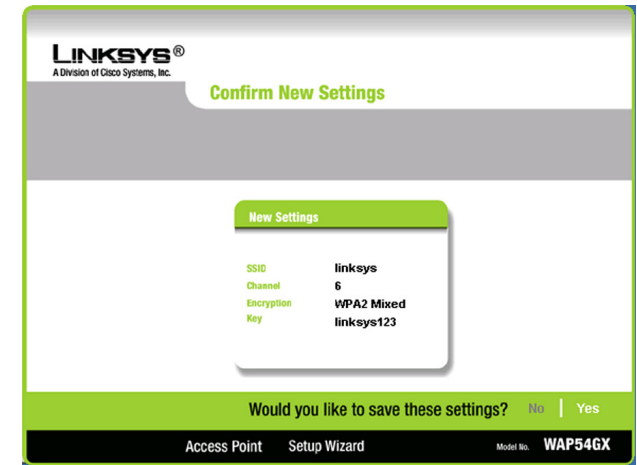 LINKSYS®
A Division of Cisco Systems, Inc.
Confirm New Settings
New Settings
SSID linksys
Channel 6
Encryption WPA2 Mixed
Key linksys123
Would you like to save these settings? No | Yes
Access Point Setup Wizard Model No. WAP54GX